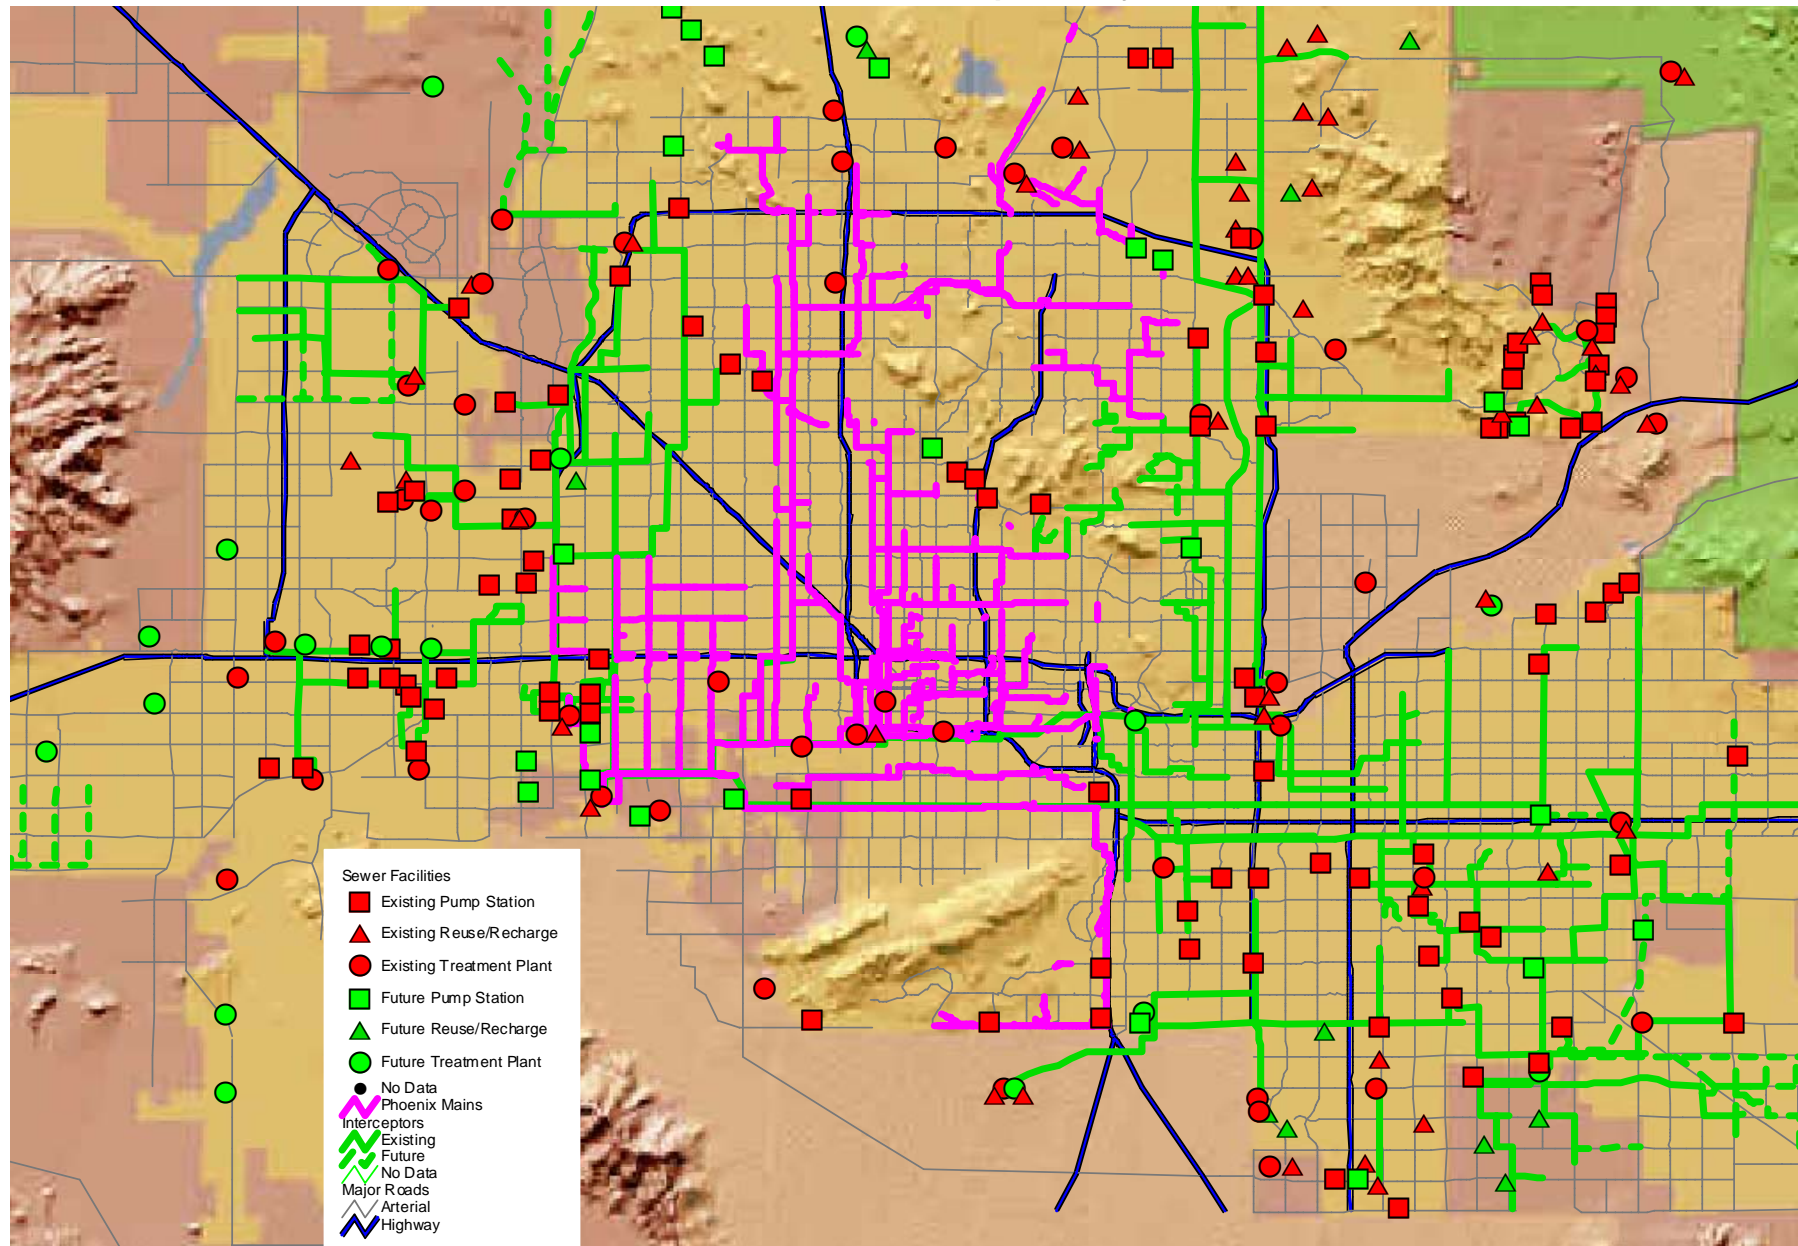 Sewer Facilities
Existing Pump Station
Existing Reuse/Recharge
Existing Treatment Plant
Future Pump Station
Future Reuse/Recharge
Future Treatment Plant
No Data
Phoenix Mains
Interceptors
Existing
Future
No Data
Major Roads
Arterial
Highway